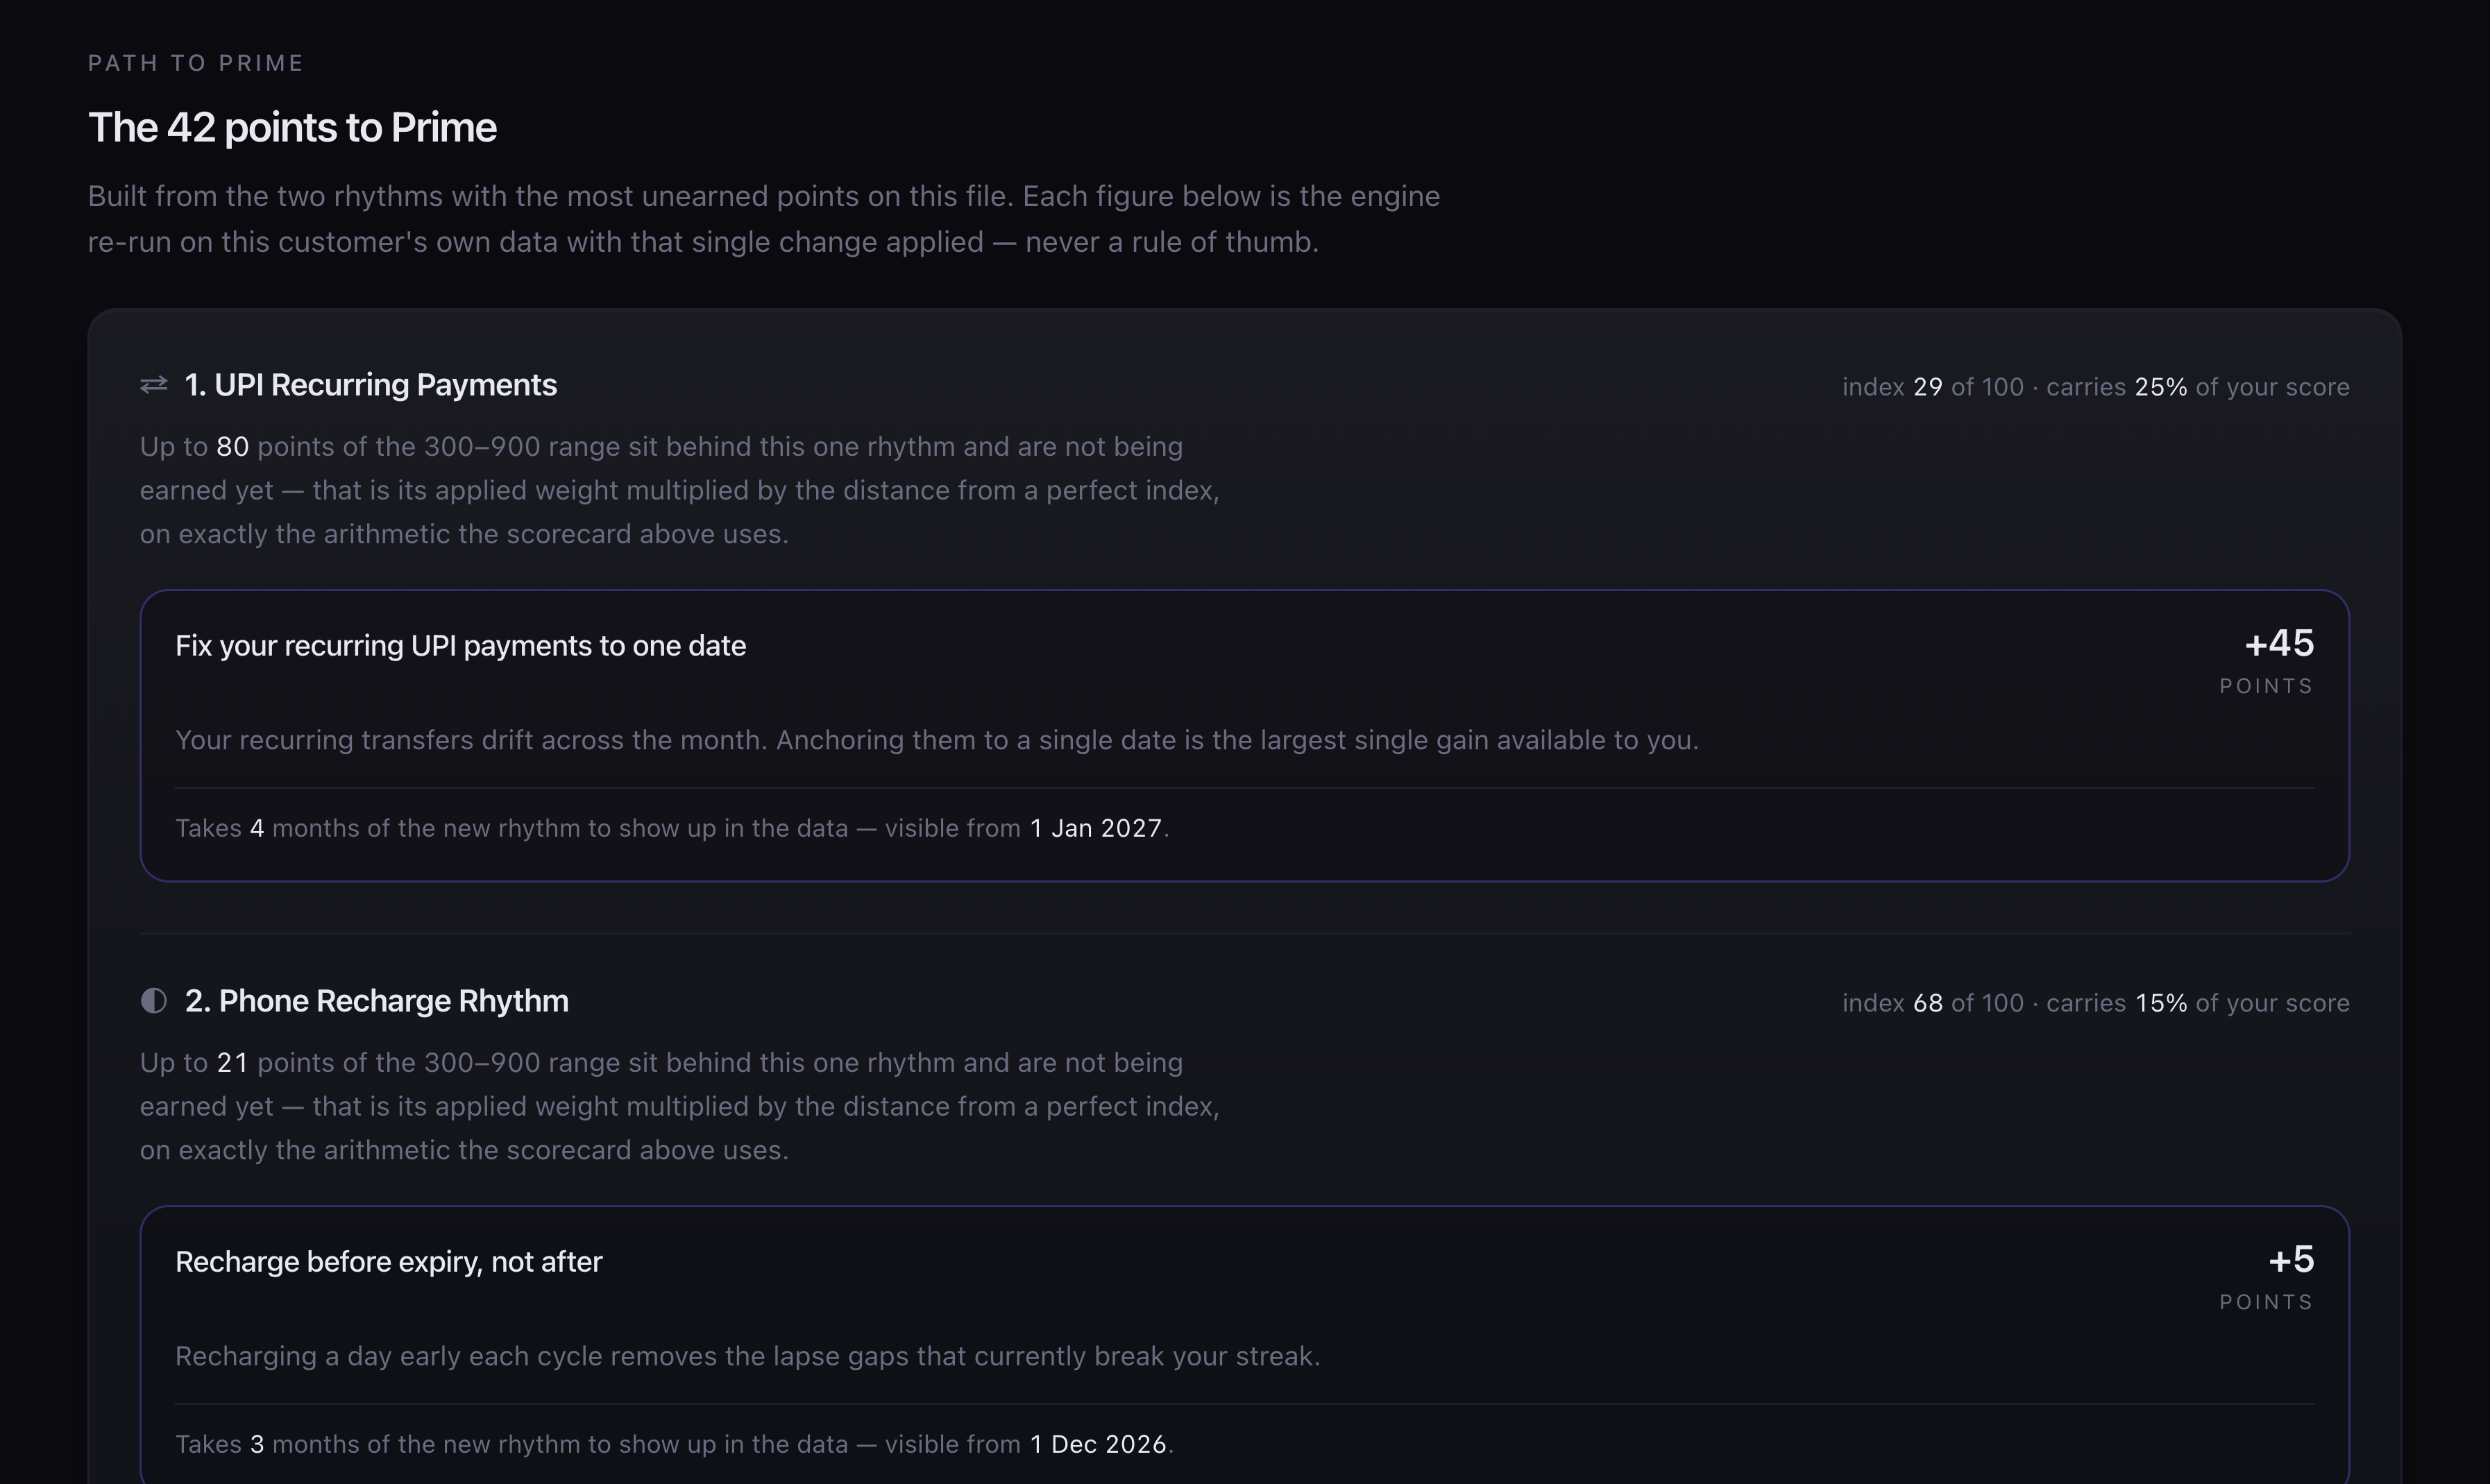 PATH TO PRIME
The 42 points to Prime
Built from the two rhythms with the most unearned points on this file. Each figure below is the engine
re-run on this customer's own data with that single change applied — never a rule of thumb.
1. UPI Recurring Payments
index 29 of 100 · carries 25% of your score
Up to 80 points of the 300–900 range sit behind this one rhythm and are not being
earned yet — that is its applied weight multiplied by the distance from a perfect index,
on exactly the arithmetic the scorecard above uses.
Fix your recurring UPI payments to one date
+45
POINTS
Your recurring transfers drift across the month. Anchoring them to a single date is the largest single gain available to you.
Takes 4 months of the new rhythm to show up in the data — visible from 1 Jan 2027.
2. Phone Recharge Rhythm
index 68 of 100 · carries 15% of your score
Up to 21 points of the 300–900 range sit behind this one rhythm and are not being
earned yet — that is its applied weight multiplied by the distance from a perfect index,
on exactly the arithmetic the scorecard above uses.
Recharge before expiry, not after
+5
POINTS
Recharging a day early each cycle removes the lapse gaps that currently break your streak.
Takes 3 months of the new rhythm to show up in the data — visible from 1 Dec 2026.